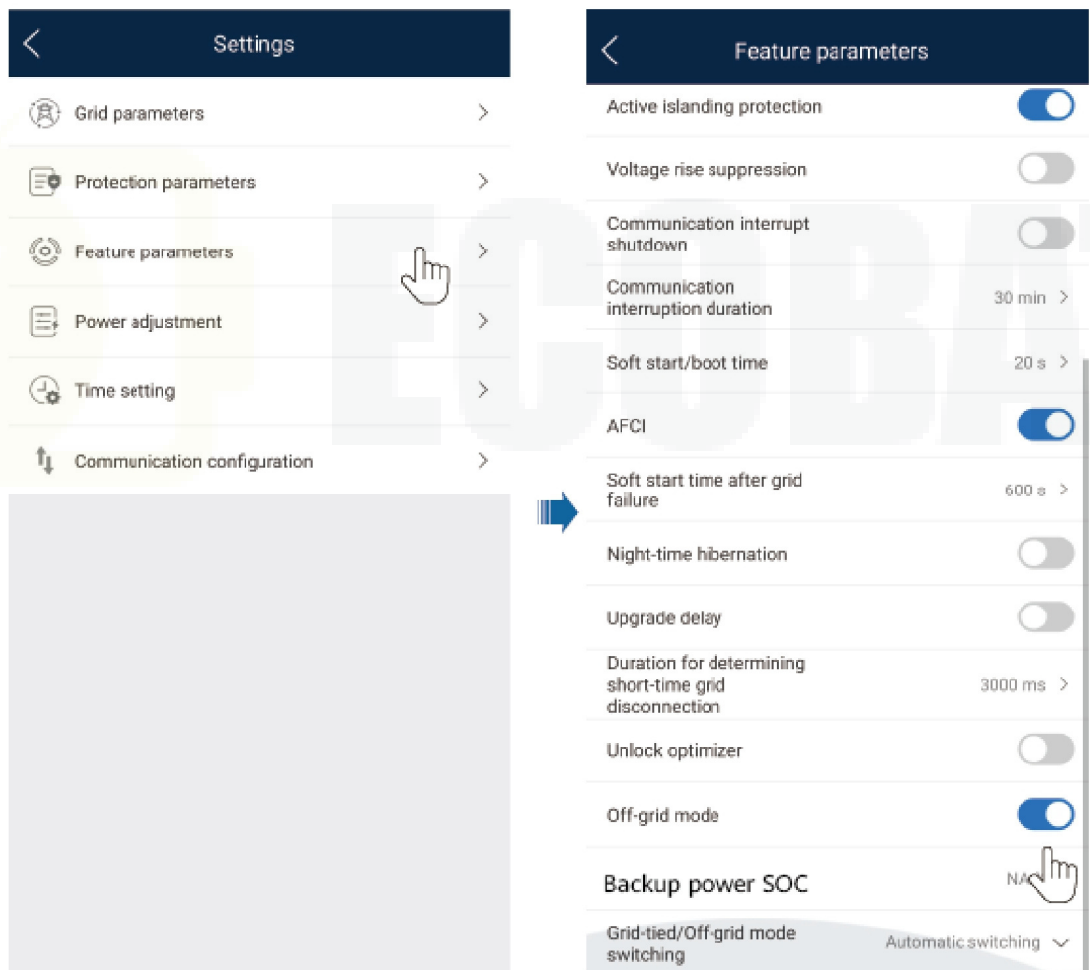 Settings
Grid parameters
Protection parameters
Feature parameters
Power adjustment
Time setting
Communication configuration
Feature parameters
Active islanding protection
Voltage rise suppression
Communication interrupt
shutdown
Communication
interruption duration
30 min
Soft start/boot time
20 s
AFCI
Soft start time after grid
failure
600 s
Night-time hibernation
Upgrade delay
Duration for determining
short-time grid
disconnection
3000 ms
Unlock optimizer
Off-grid mode
Backup power SOC
NA
Grid-tied/Off-grid mode
switching
Automatic switching
ECOBA